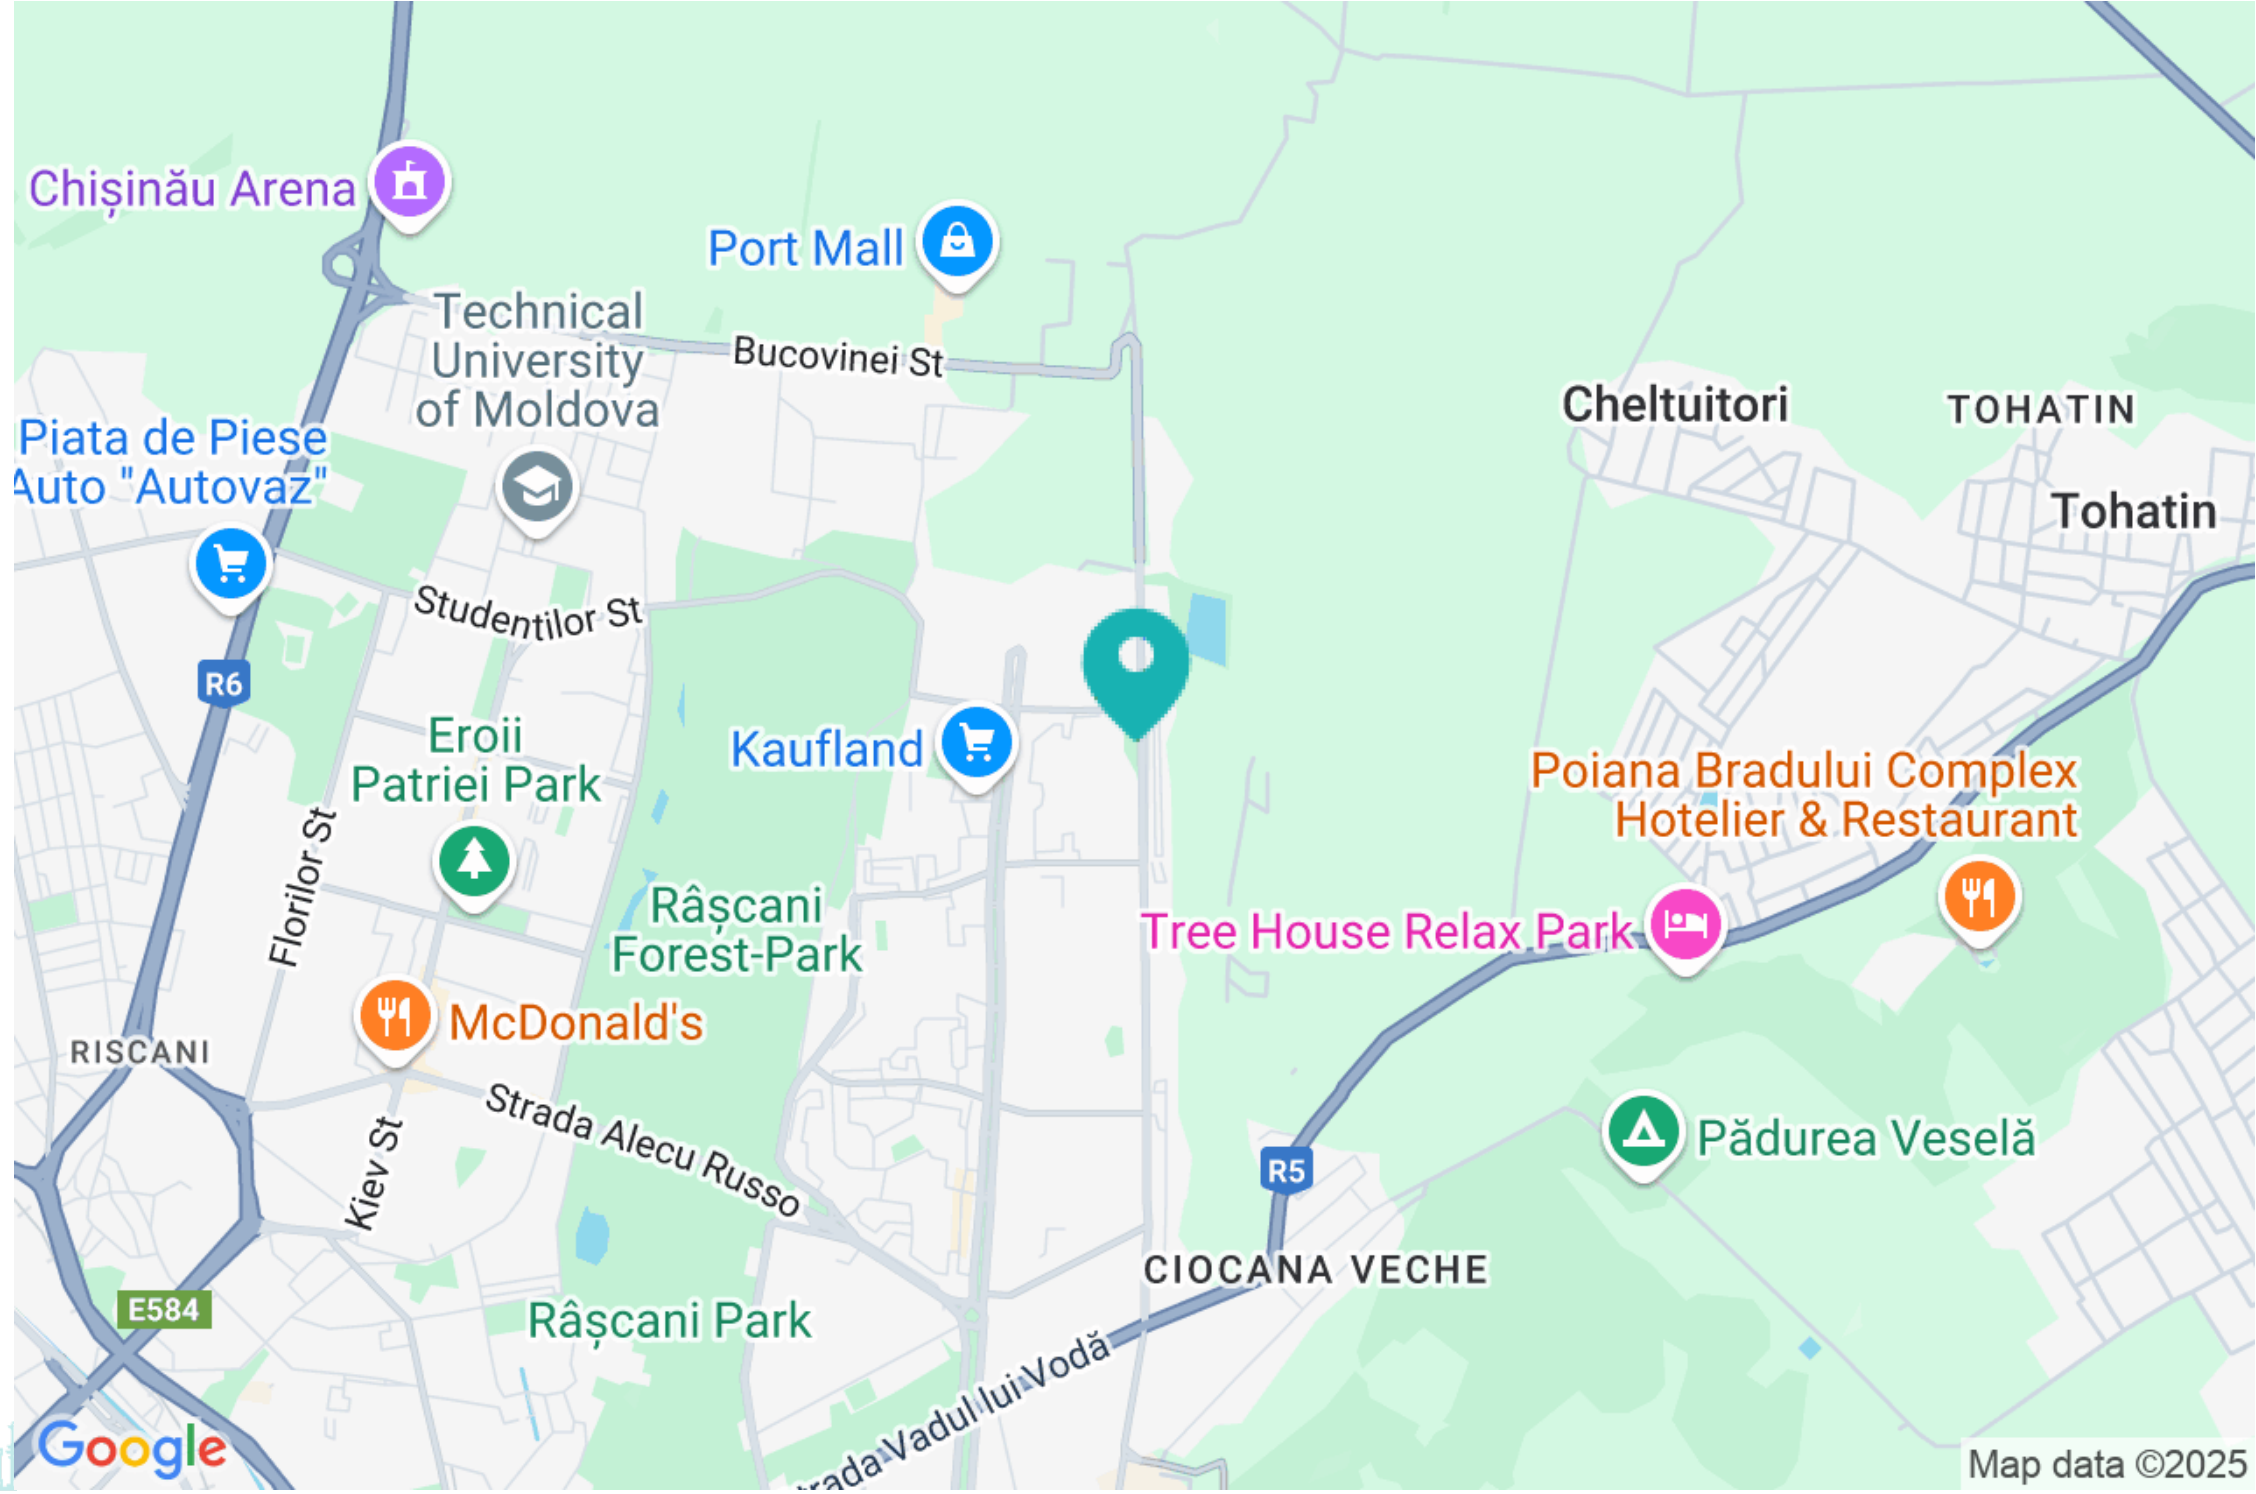 Chișinău Arena
Port Mall
Technical
University
of Moldova
Bucovinei St
Cheltuitori
TOHATIN
Piata de Piese
Auto "Autovaz"
Tohatin
Studentilor St
R6
Eroii
Patriei Park
Kaufland
Poiana Bradului Complex
Hotelier & Restaurant
Florilor St
Râșcani
Forest-Park
Tree House Relax Park
McDonald's
RISCANI
Strada Alecu Russo
Kiev St
Pădurea Veselă
R5
CIOCANA VECHE
E584
Râșcani Park
trada Vadul lui Vodă
Google
Map data ©2025